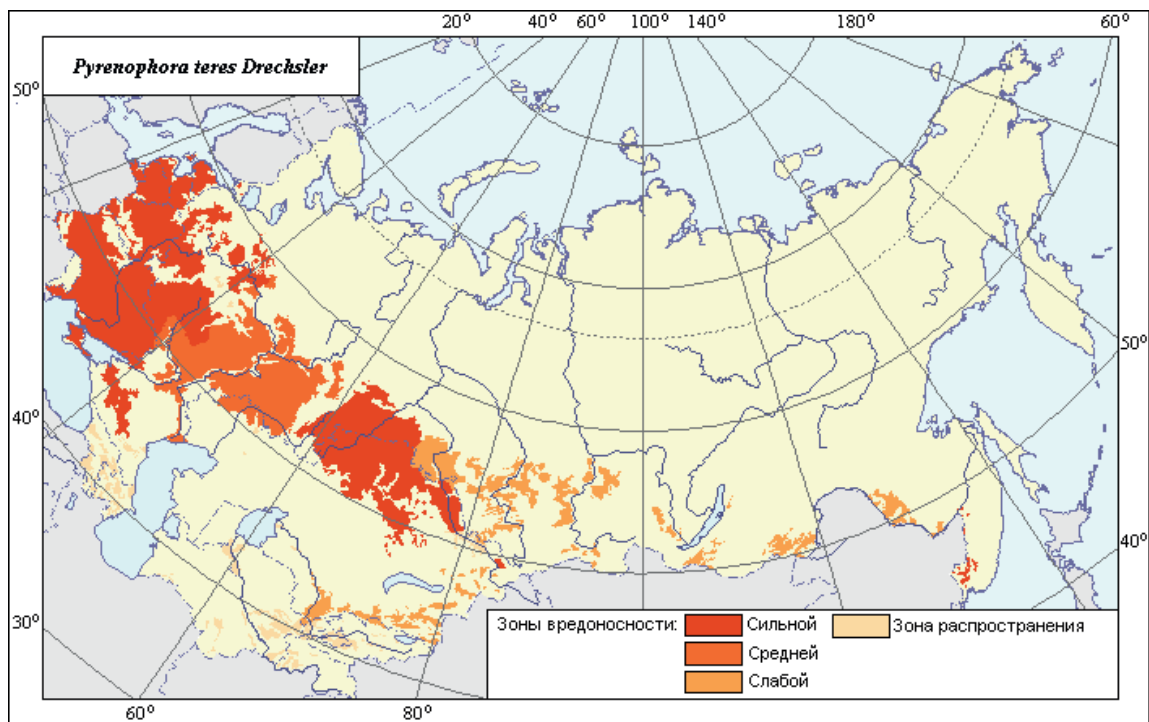 20° 40° 60° 100° 140° 180° 60°
Pyrenophora teres Drechsler
50°
50°
40°
40°
30°
Зоны вредоносности: Сильной Зона распространения
Средней
Слабой
60° 80°